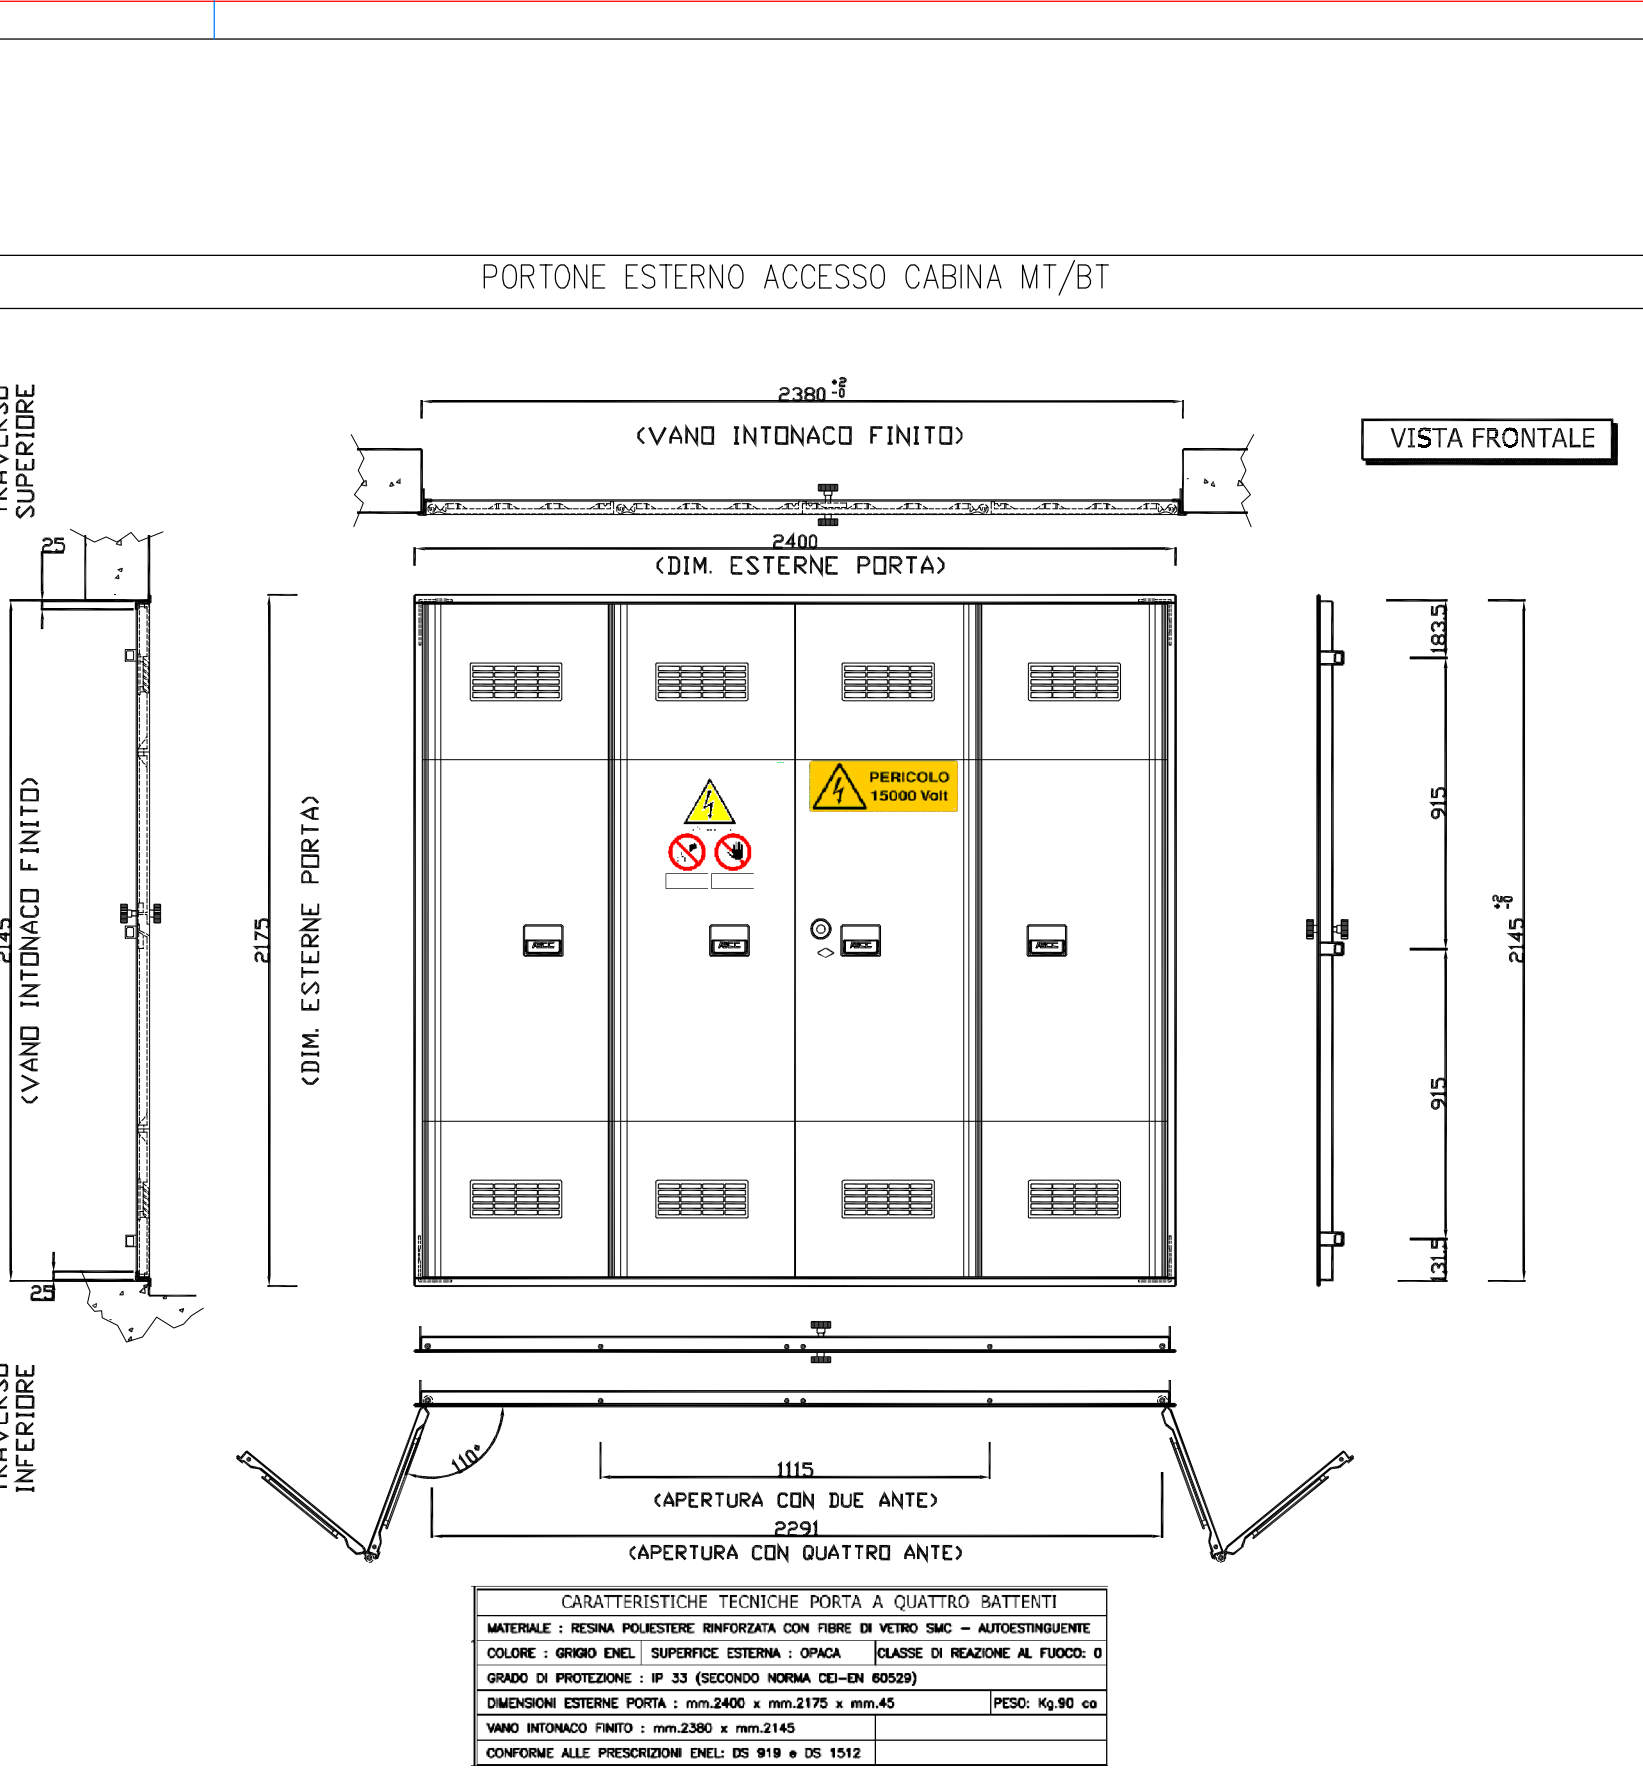 PORTONE ESTERNO ACCESSO CABINA MT/BT
SUPERIORE
2380 +2 -0
(VANO INTONACO FINITO)
VISTA FRONTALE
25
2400
(DIM. ESTERNE PORTA)
183.5
PERICOLO
15000 Volt
915
(VANO INTONACO FINITO)
2145
(DIM. ESTERNE PORTA)
2175
2145 +2 -0
915
131.5
25
INFERIORE
110°
1115
(APERTURA CON DUE ANTE)
2291
(APERTURA CON QUATTRO ANTE)
CARATTERISTICHE TECNICHE PORTA A QUATTRO BATTENTI
MATERIALE : RESINA POLIESTERE RINFORZATA CON FIBRE DI VETRO SMC - AUTOESTINGUENTE
COLORE : GRIGIO ENEL SUPERFICE ESTERNA : OPACA CLASSE DI REAZIONE AL FUOCO: 0
GRADO DI PROTEZIONE : IP 33 (SECONDO NORMA CEI-EN 60529)
DIMENSIONI ESTERNE PORTA : mm.2400 x mm.2175 x mm.45 PESO: Kg.90 ca
VANO INTONACO FINITO : mm.2380 x mm.2145
CONFORME ALLE PRESCRIZIONI ENEL: DS 919 e DS 1512